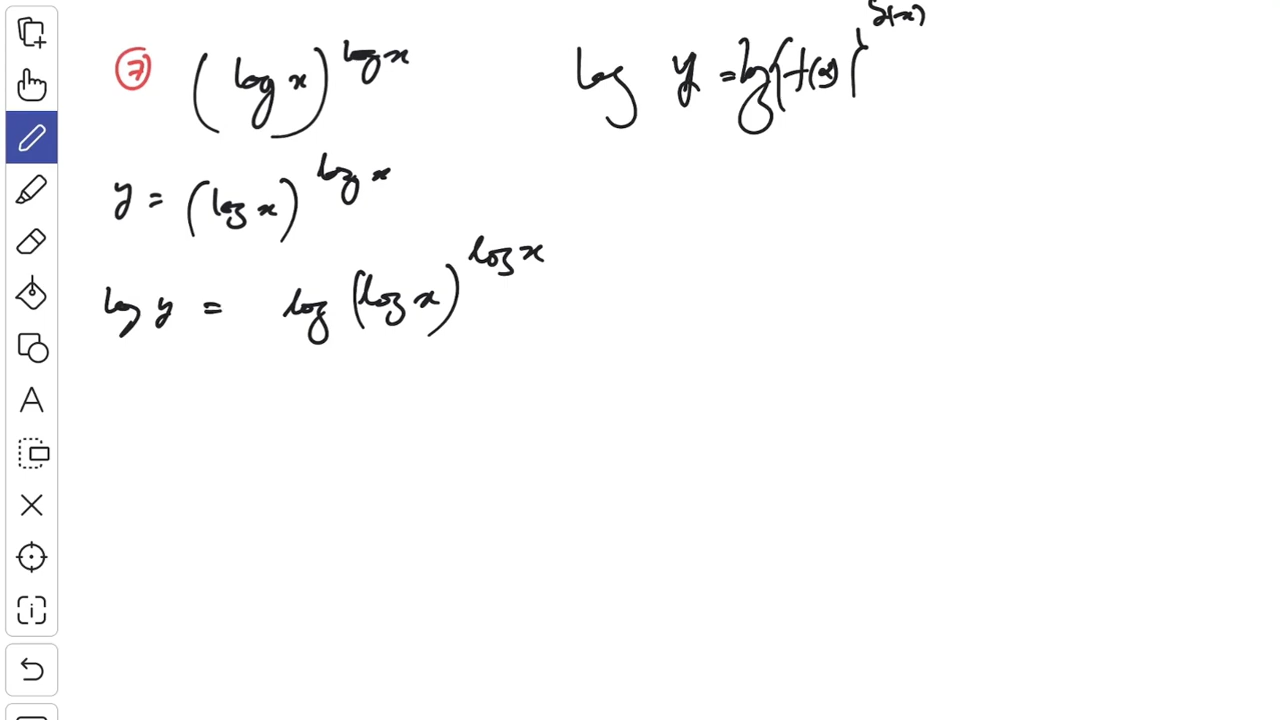 ⑦ (log x)^{log x}
log y = log {f(x)}^{g(x)}
y = (log x)^{log x}
log y = log (log x)^{log x}